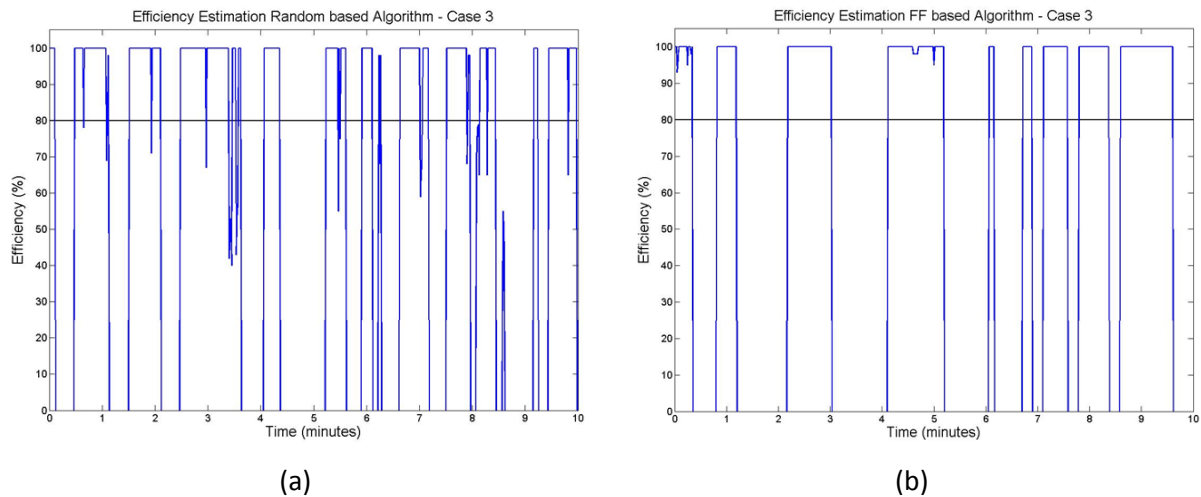 Efficiency Estimation Random based Algorithm - Case 3
Efficiency (%)
100
90
80
70
60
50
40
30
20
10
0
0 1 2 3 4 5 6 7 8 9 10
Time (minutes)
(a)
Efficiency Estimation FF based Algorithm - Case 3
Efficiency (%)
100
90
80
70
60
50
40
30
20
10
0
0 1 2 3 4 5 6 7 8 9 10
Time (minutes)
(b)